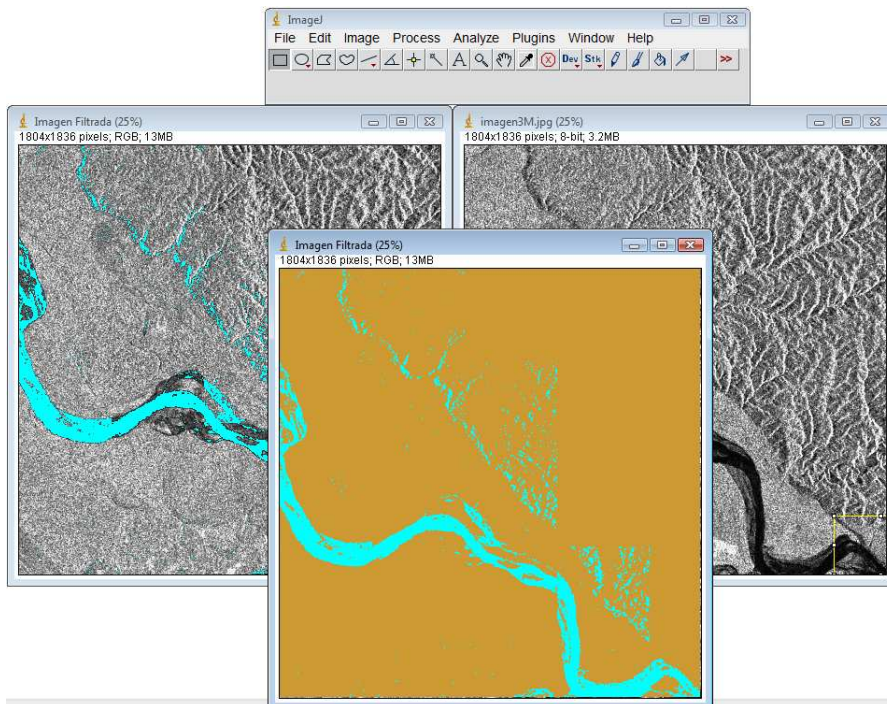 ImageJ
File Edit Image Process Analyze Plugins Window Help
A Dev Stk >>
Imagen Filtrada (25%)
1804x1836 pixels; RGB; 13MB
imagen3M.jpg (25%)
1804x1836 pixels; 8-bit; 3.2MB
Imagen Filtrada (25%)
1804x1836 pixels; RGB; 13MB